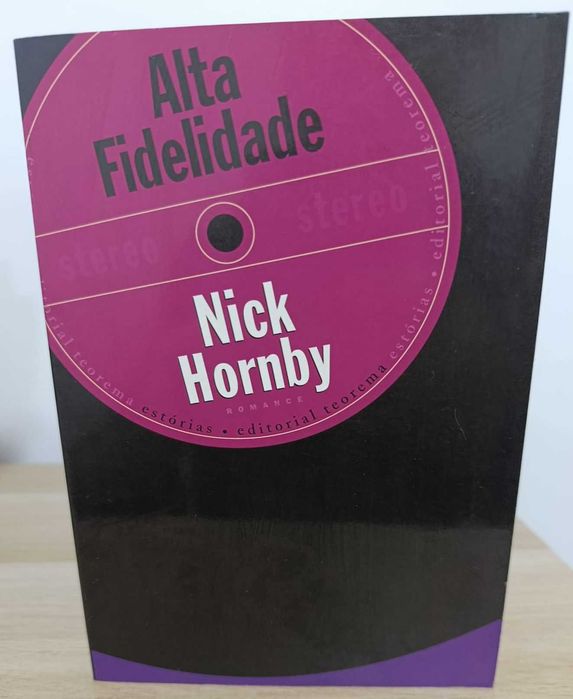 Alta
Fidelidade
stereo
stereo
Nick
Hornby
ROMANCE
editorial teorema
estórias • editorial teorema
estórias • editorial teorema